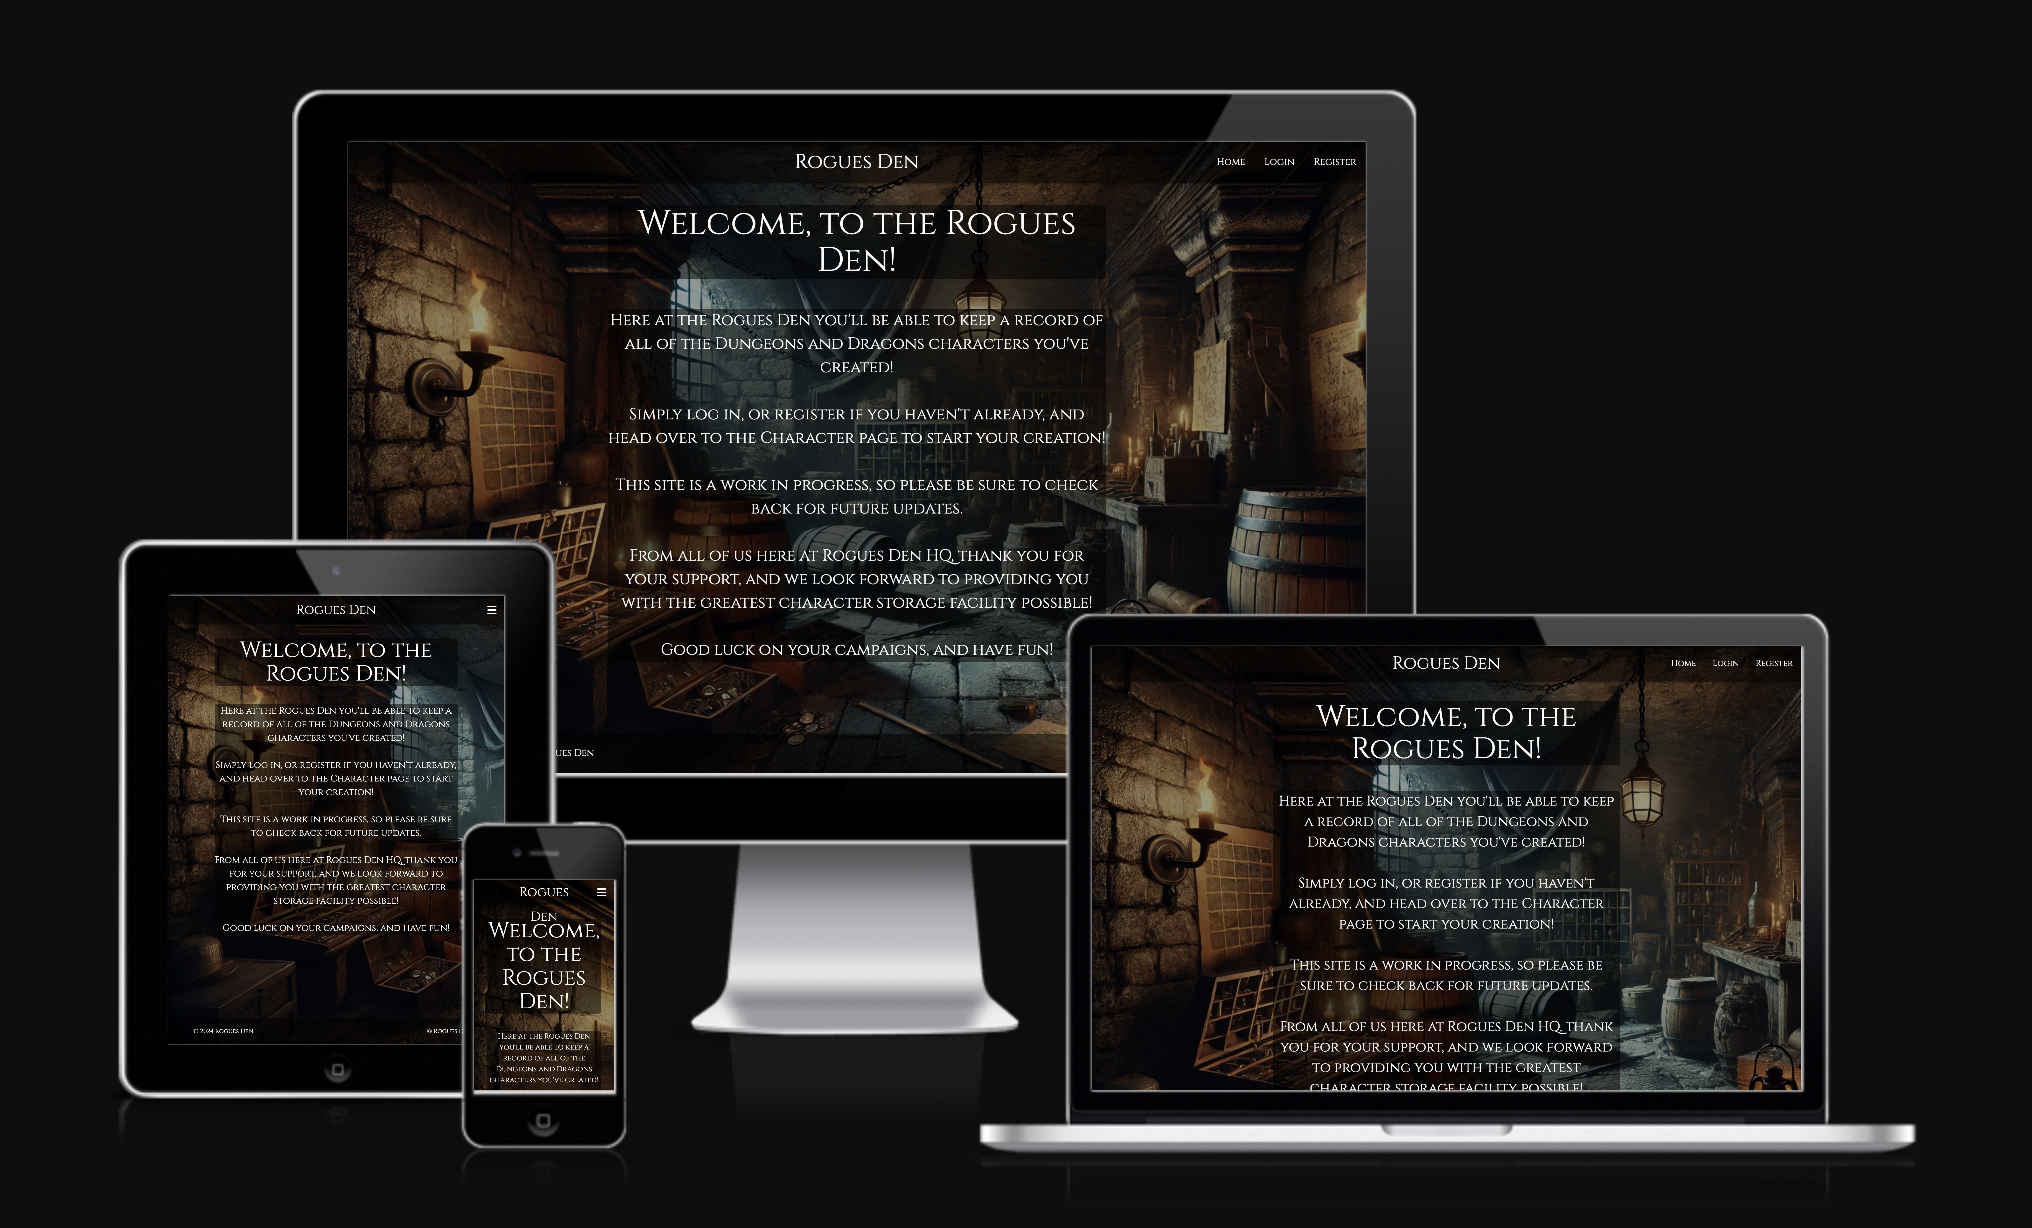 Rogues Den
Home Login Register
Welcome, to the Rogues
Den!
Here at the Rogues Den you'll be able to keep a record of
all of the Dungeons and Dragons characters you've
created!
Simply log in, or register if you haven't already, and
head over to the Character page to start your creation!
This site is a work in progress, so please be sure to check
back for future updates.
From all of us here at Rogues Den HQ, thank you for
your support, and we look forward to providing you
with the greatest character storage facility possible!
Good luck on your campaigns, and have fun!
ues Den
Rogues Den
Welcome, to the
Rogues Den!
Here at the Rogues Den you'll be able to keep a
record of all of the Dungeons and Dragons
characters you've created!
Simply log in, or register if you haven't already,
and head over to the Character page to start
your creation!
This site is a work in progress, so please be sure
to check back for future updates.
From all of us here at Rogues Den HQ, thank you
for your support, and we look forward to
providing you with the greatest character
storage facility possible!
Good luck on your campaigns, and have fun!
© 2024 Rogues Den
Rogues
Den
Welcome,
to the
Rogues
Den!
Here at the Rogues Den
you'll be able to keep a
record of all of the
Dungeons and Dragons
characters you've created!
Rogues Den
Home Login Register
Welcome, to the
Rogues Den!
Here at the Rogues Den you'll be able to keep
a record of all of the Dungeons and
Dragons characters you've created!
Simply log in, or register if you haven't
already, and head over to the Character
page to start your creation!
This site is a work in progress, so please be
sure to check back for future updates.
From all of us here at Rogues Den HQ, thank
you for your support, and we look forward
to providing you with the greatest
character storage facility possible!